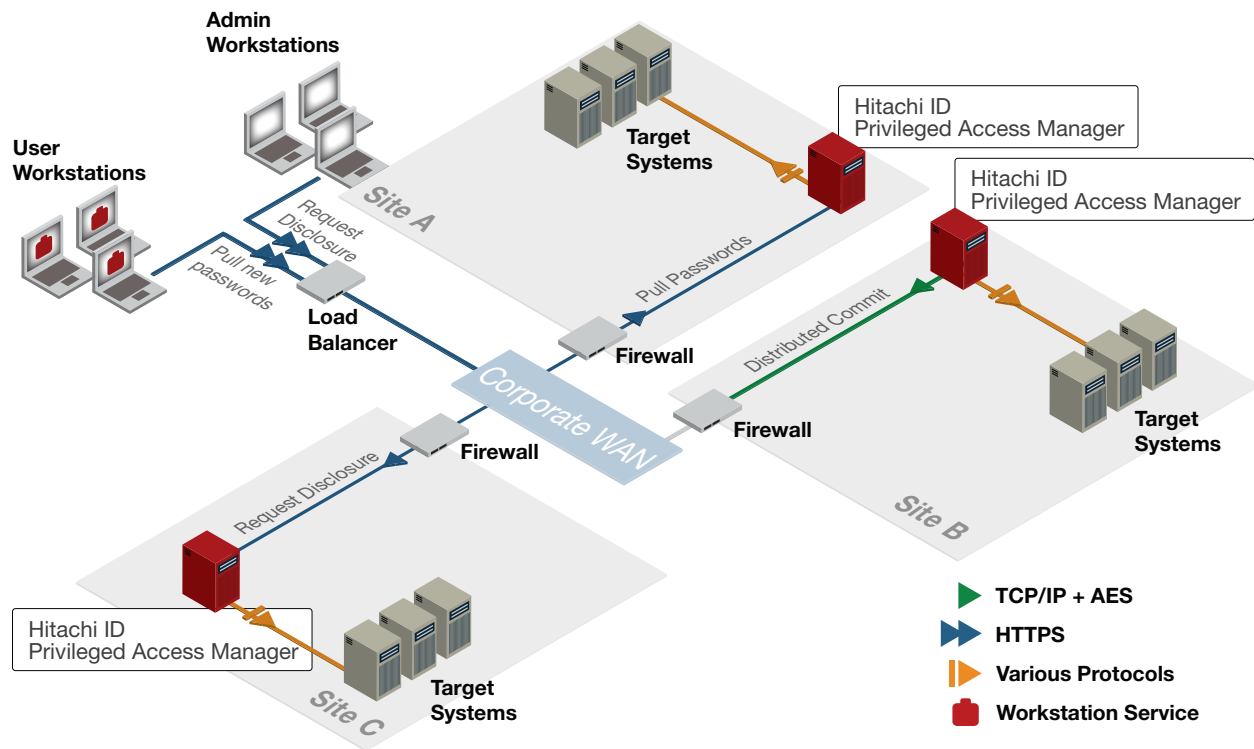 Admin
Workstations
User
Workstations
Request
Disclosure
Pull new
passwords
Load
Balancer
Site A
Target
Systems
Hitachi ID
Privileged Access Manager
Pull Passwords
Firewall
Hitachi ID
Privileged Access Manager
Distributed Commit
Firewall
Target
Systems
Site B
Corporate WAN
Firewall
Request Disclosure
Hitachi ID
Privileged Access Manager
Target
Systems
Site C
TCP/IP + AES
HTTPS
Various Protocols
Workstation Service